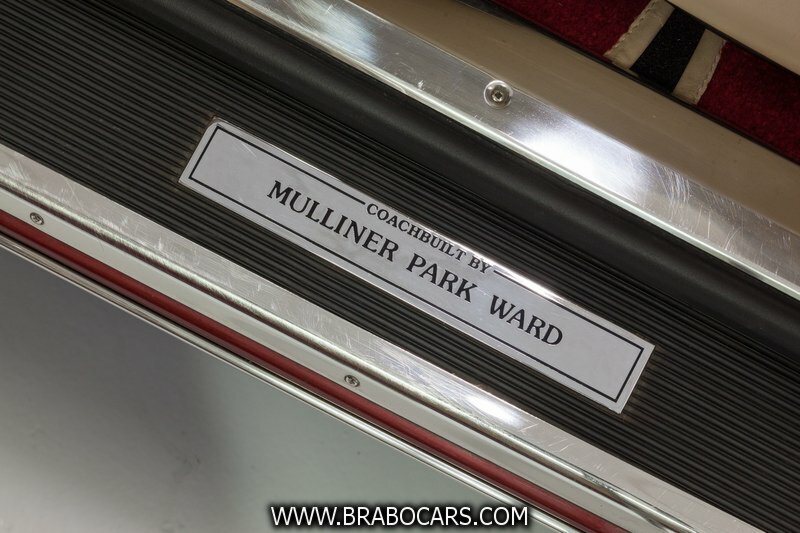 COACHBUILT BY
MULLINER PARK WARD
WWW.BRABOCARS.COM